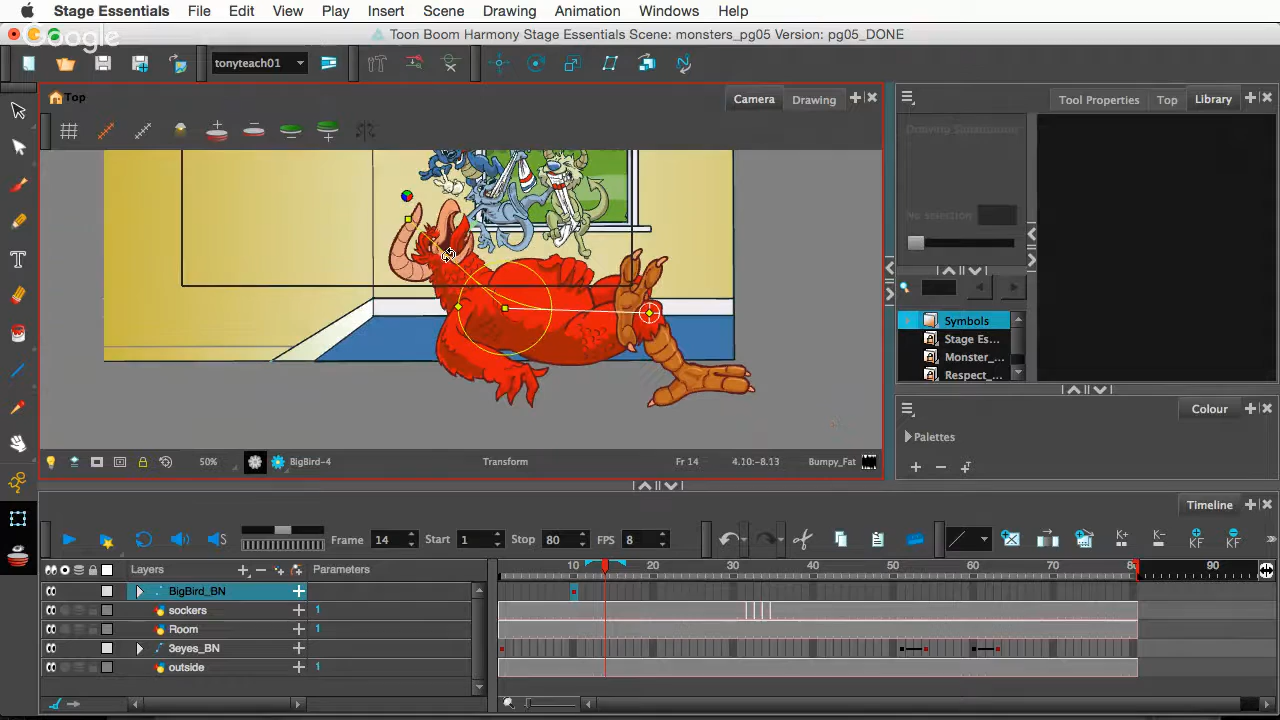 Stage Essentials File Edit View Play Insert Scene Drawing Animation Windows Help
Google
Toon Boom Harmony Stage Essentials Scene: monsters_pg05 Version: pg05_DONE
tonyteach01
Top Camera Drawing
Tool Properties Top Library
Drawing Substitution
No selection
Symbols
Stage Es...
Monster_...
Respect_...
Colour
Palettes
50% BigBird-4 Transform Fr 14 4.10:-8.13 Bumpy_Fat
Timeline
Frame 14 Start 1 Stop 80 FPS 8
K+ K- KF KF
Layers Parameters 10 20 30 40 50 60 70 80 90
BigBird_BN
sockers 1
Room 1
3eyes_BN
outside 1